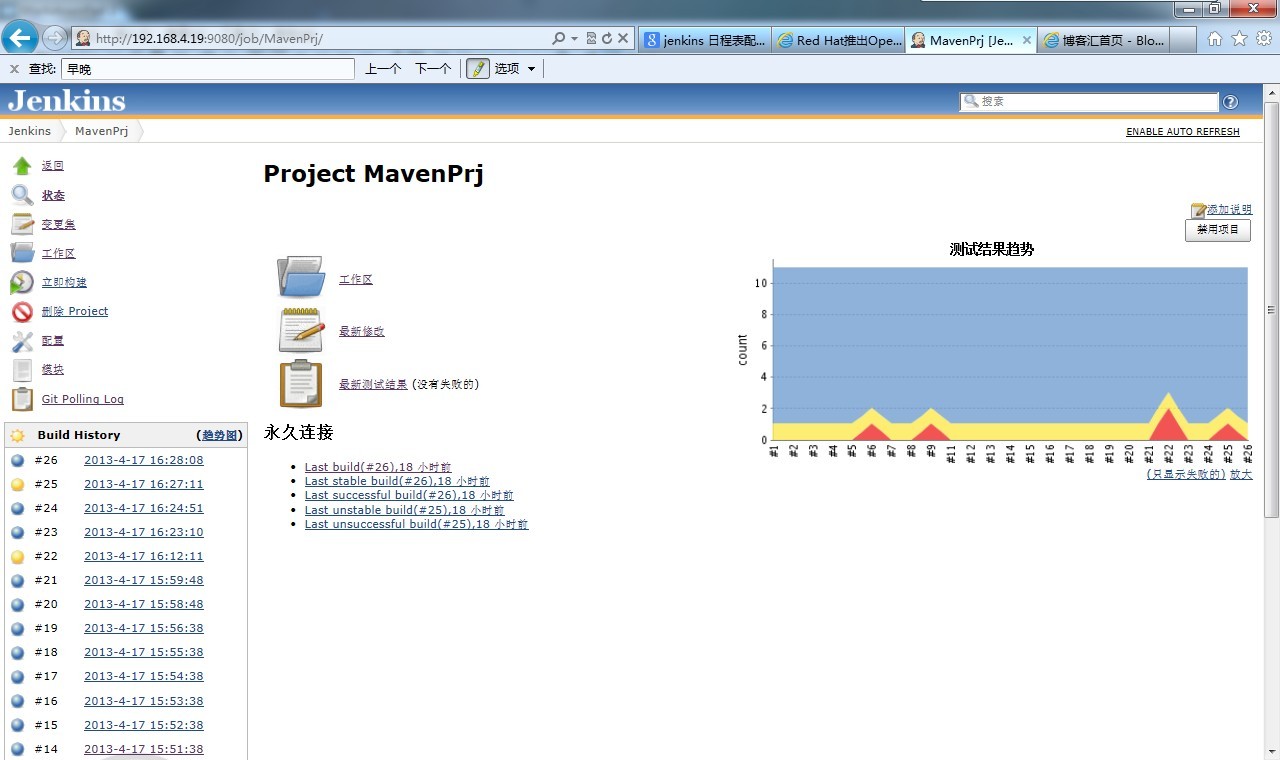 http://192.168.4.19:9080/job/MavenPrj/
jenkins 日程表配...
Red Hat推出Ope...
MavenPrj [Je...
博客汇首页 - Blo...
查找: 早晚
上一个 下一个 选项
Jenkins
搜索
Jenkins MavenPrj
ENABLE AUTO REFRESH
返回
状态
变更集
工作区
立即构建
删除 Project
配置
模块
Git Polling Log
Build History (趋势图)
#26 2013-4-17 16:28:08
#25 2013-4-17 16:27:11
#24 2013-4-17 16:24:51
#23 2013-4-17 16:23:10
#22 2013-4-17 16:12:11
#21 2013-4-17 15:59:48
#20 2013-4-17 15:58:48
#19 2013-4-17 15:56:38
#18 2013-4-17 15:55:38
#17 2013-4-17 15:54:38
#16 2013-4-17 15:53:38
#15 2013-4-17 15:52:38
#14 2013-4-17 15:51:38
Project MavenPrj
添加说明
禁用项目
工作区
最新修改
最新测试结果 (没有失败的)
永久连接
Last build(#26),18 小时前
Last stable build(#26),18 小时前
Last successful build(#26),18 小时前
Last unstable build(#25),18 小时前
Last unsuccessful build(#25),18 小时前
测试结果趋势
count
10
8
6
4
2
0
#1 #2 #3 #4 #5 #6 #7 #8 #9 #11 #12 #13 #14 #15 #16 #17 #18 #19 #20 #21 #22 #23 #24 #25 #26
(只显示失败的) 放大